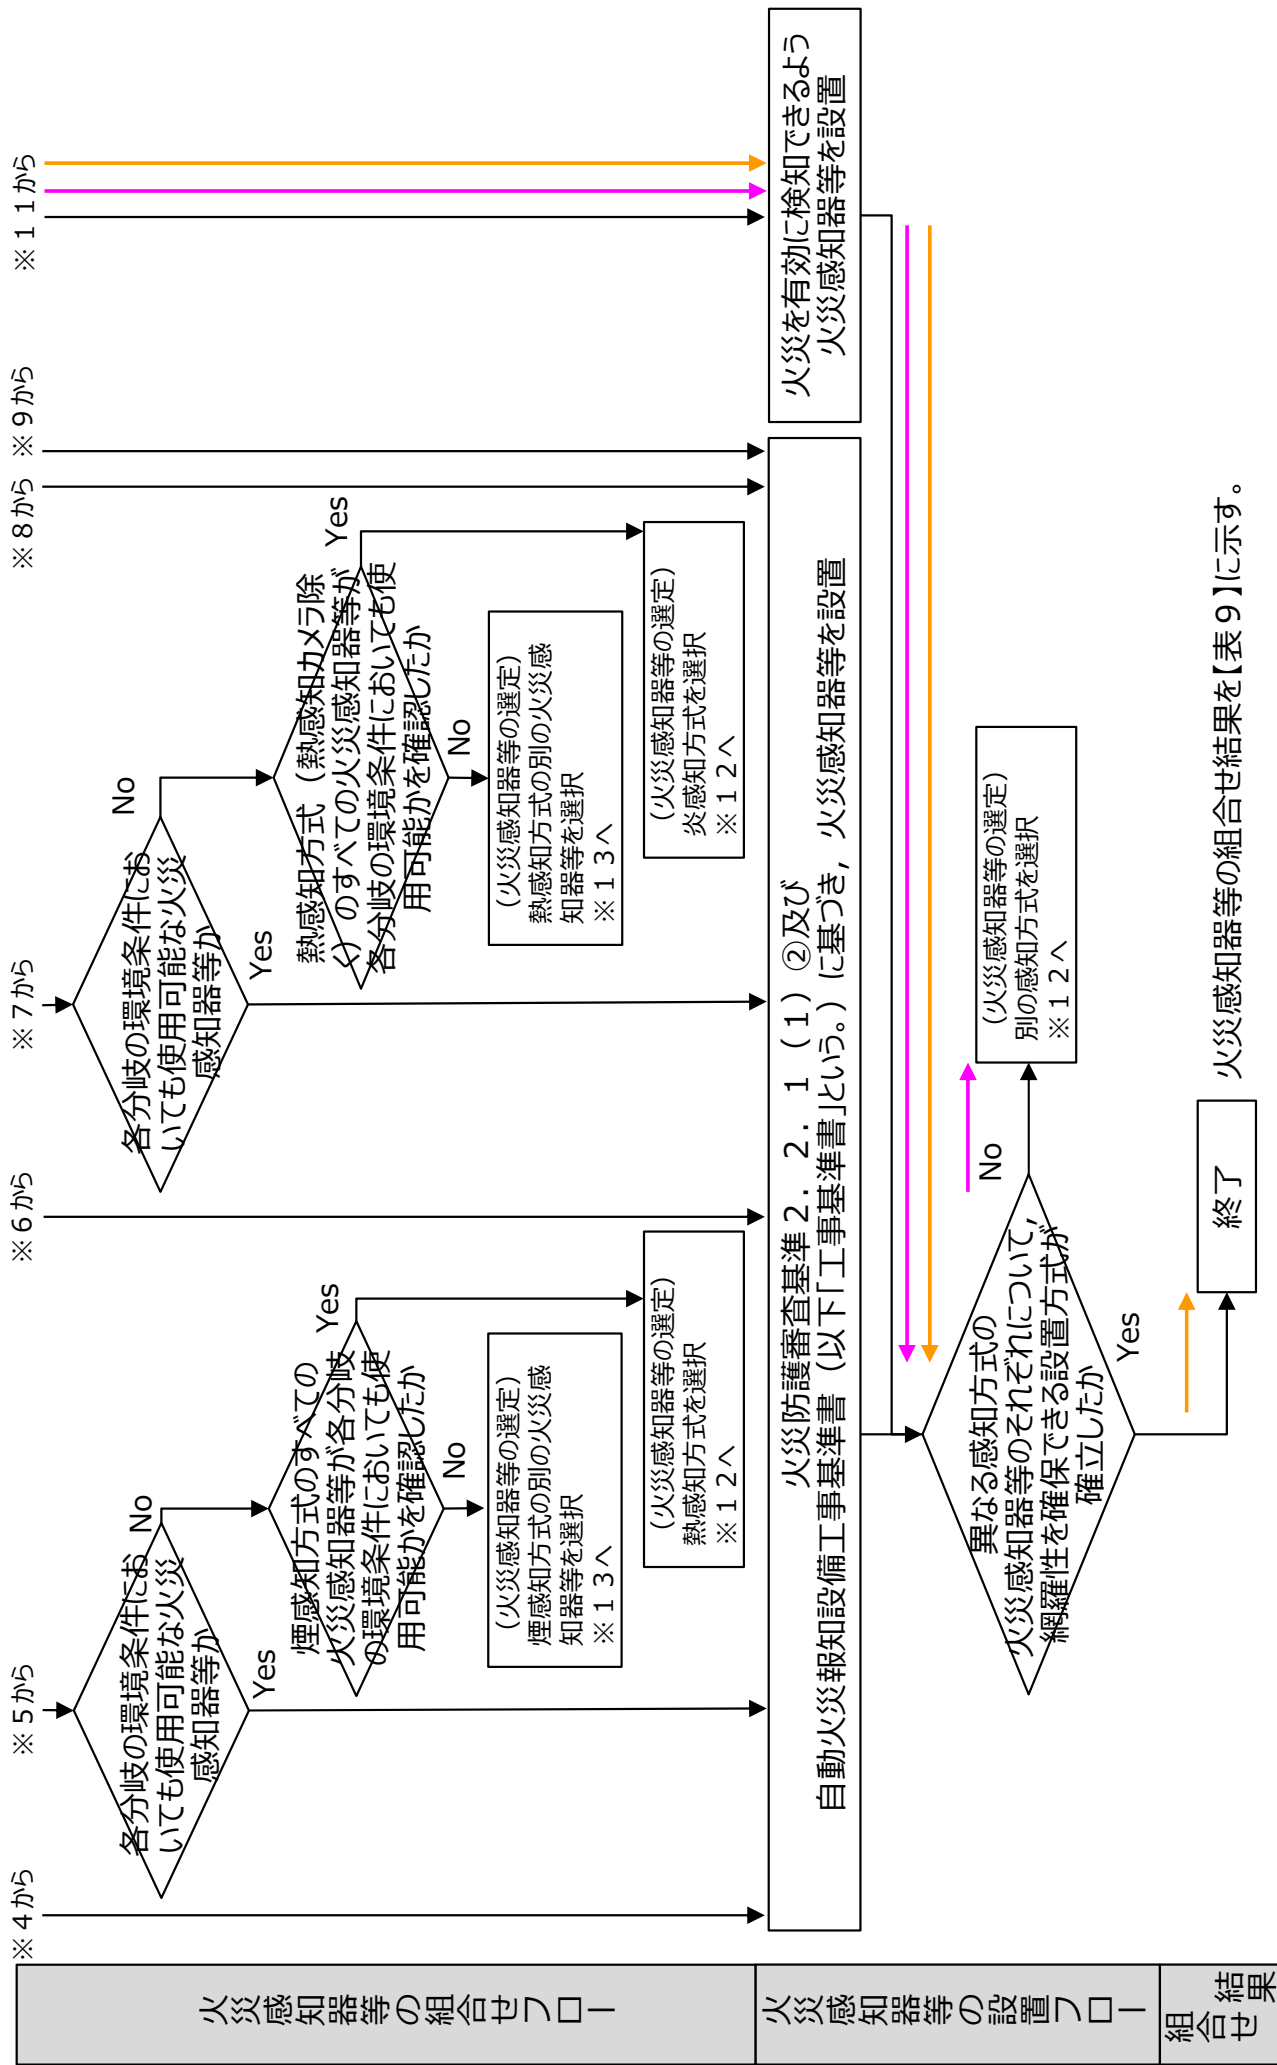 火災感知器等の組合せフロー
※４から
※５から
※６から
※７から
※８から
※９から
※１１から
各分岐の環境条件にお
いても使用可能な火災
感知器等か
No
Yes
煙感知方式のすべての
火災感知器等が各分岐
の環境条件においても使
用可能かを確認したか
Yes
No
（火災感知器等の選定）
煙感知方式の別の火災感
知器等を選択
※１３へ
（火災感知器等の選定）
熱感知方式を選択
※１２へ
各分岐の環境条件にお
いても使用可能な火災
感知器等か
No
Yes
熱感知方式（熱感知カメラ除
く）のすべての火災感知器等が
各分岐の環境条件においても使
用可能かを確認したか
Yes
No
（火災感知器等の選定）
熱感知方式の別の火災感
知器等を選択
※１３へ
（火災感知器等の選定）
炎感知方式を選択
※１２へ
火災感知器等の設置フロー
火災防護審査基準２．２．１（１）②及び
自動火災報知設備工事基準書（以下「工事基準書」という。）に基づき，火災感知器等を設置
火災を有効に検知できるよう
火災感知器等を設置
異なる感知方式の
火災感知器等のそれぞれについて，
網羅性を確保できる設置方式が
確立したか
No
Yes
（火災感知器等の選定）
別の感知方式を選択
※１２へ
組合せ
結果
終了
火災感知器等の組合せ結果を【表９】に示す。